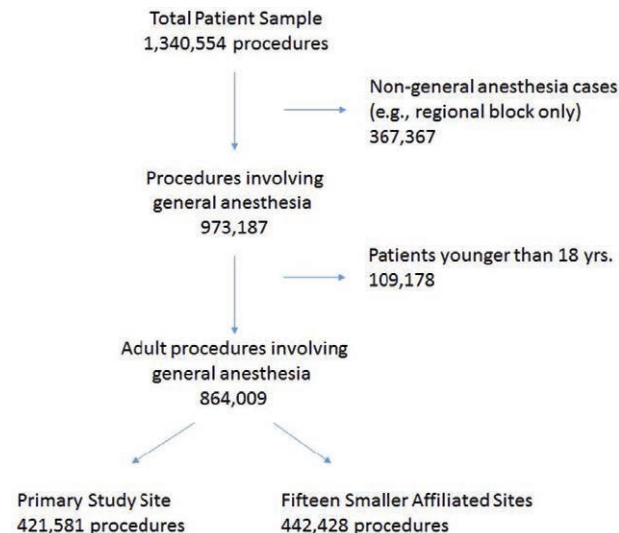 Total Patient Sample
1,340,554 procedures
Non-general anesthesia cases
(e.g., regional block only)
367,367
Procedures involving
general anesthesia
973,187
Patients younger than 18 yrs.
109,178
Adult procedures involving
general anesthesia
864,009
Primary Study Site
421,581 procedures
Fifteen Smaller Affiliated Sites
442,428 procedures